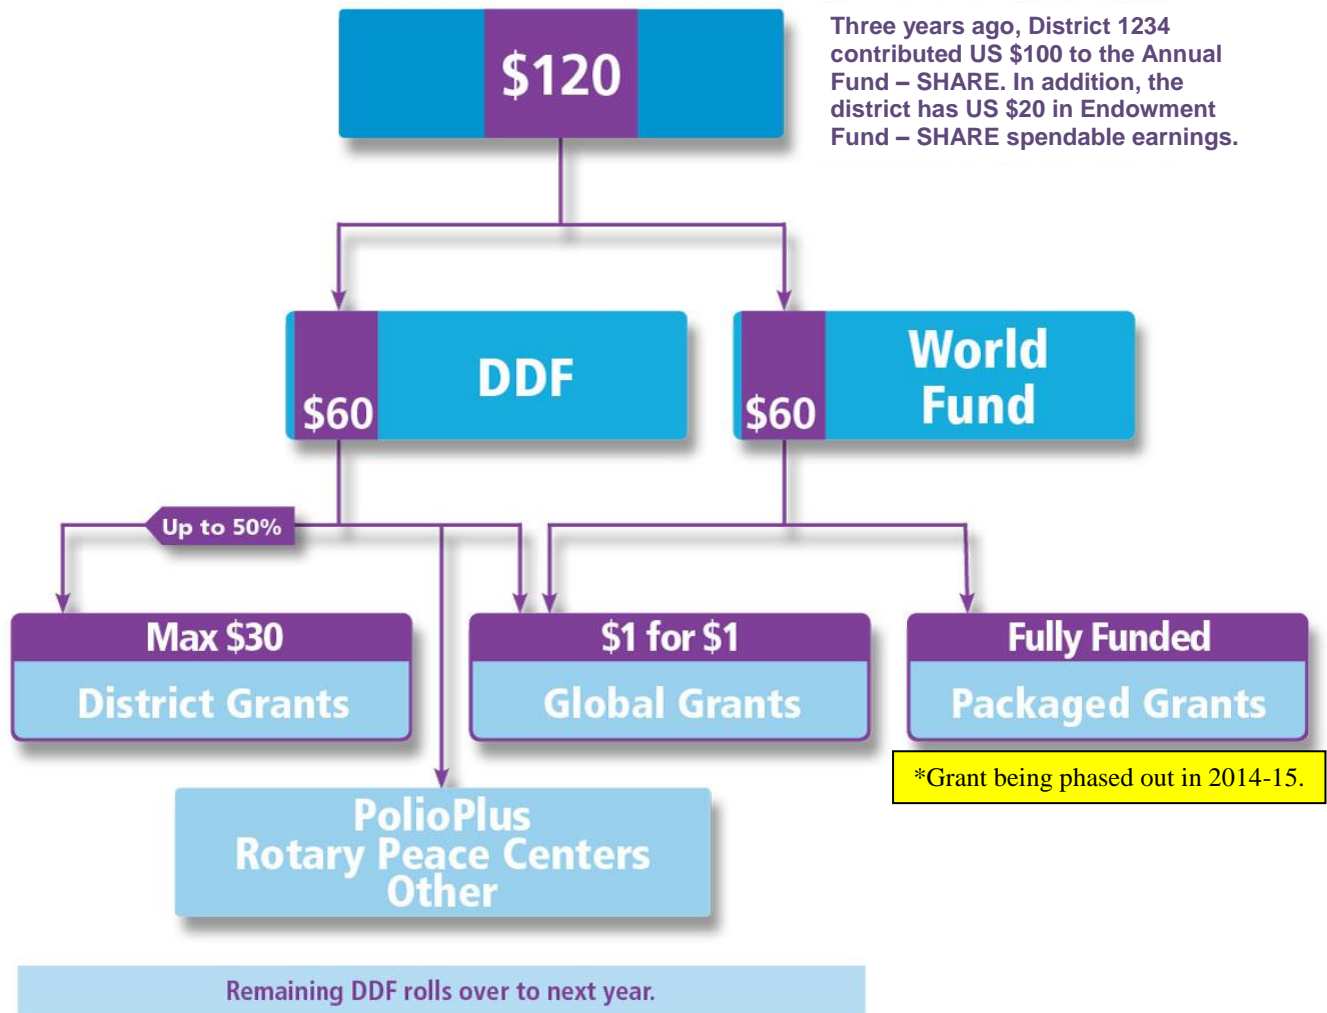 $120
Three years ago, District 1234
contributed US $100 to the Annual
Fund – SHARE. In addition, the
district has US $20 in Endowment
Fund – SHARE spendable earnings.
$60
DDF
$60
World
Fund
Up to 50%
Max $30
District Grants
$1 for $1
Global Grants
Fully Funded
Packaged Grants
*Grant being phased out in 2014-15.
PolioPlus
Rotary Peace Centers
Other
Remaining DDF rolls over to next year.